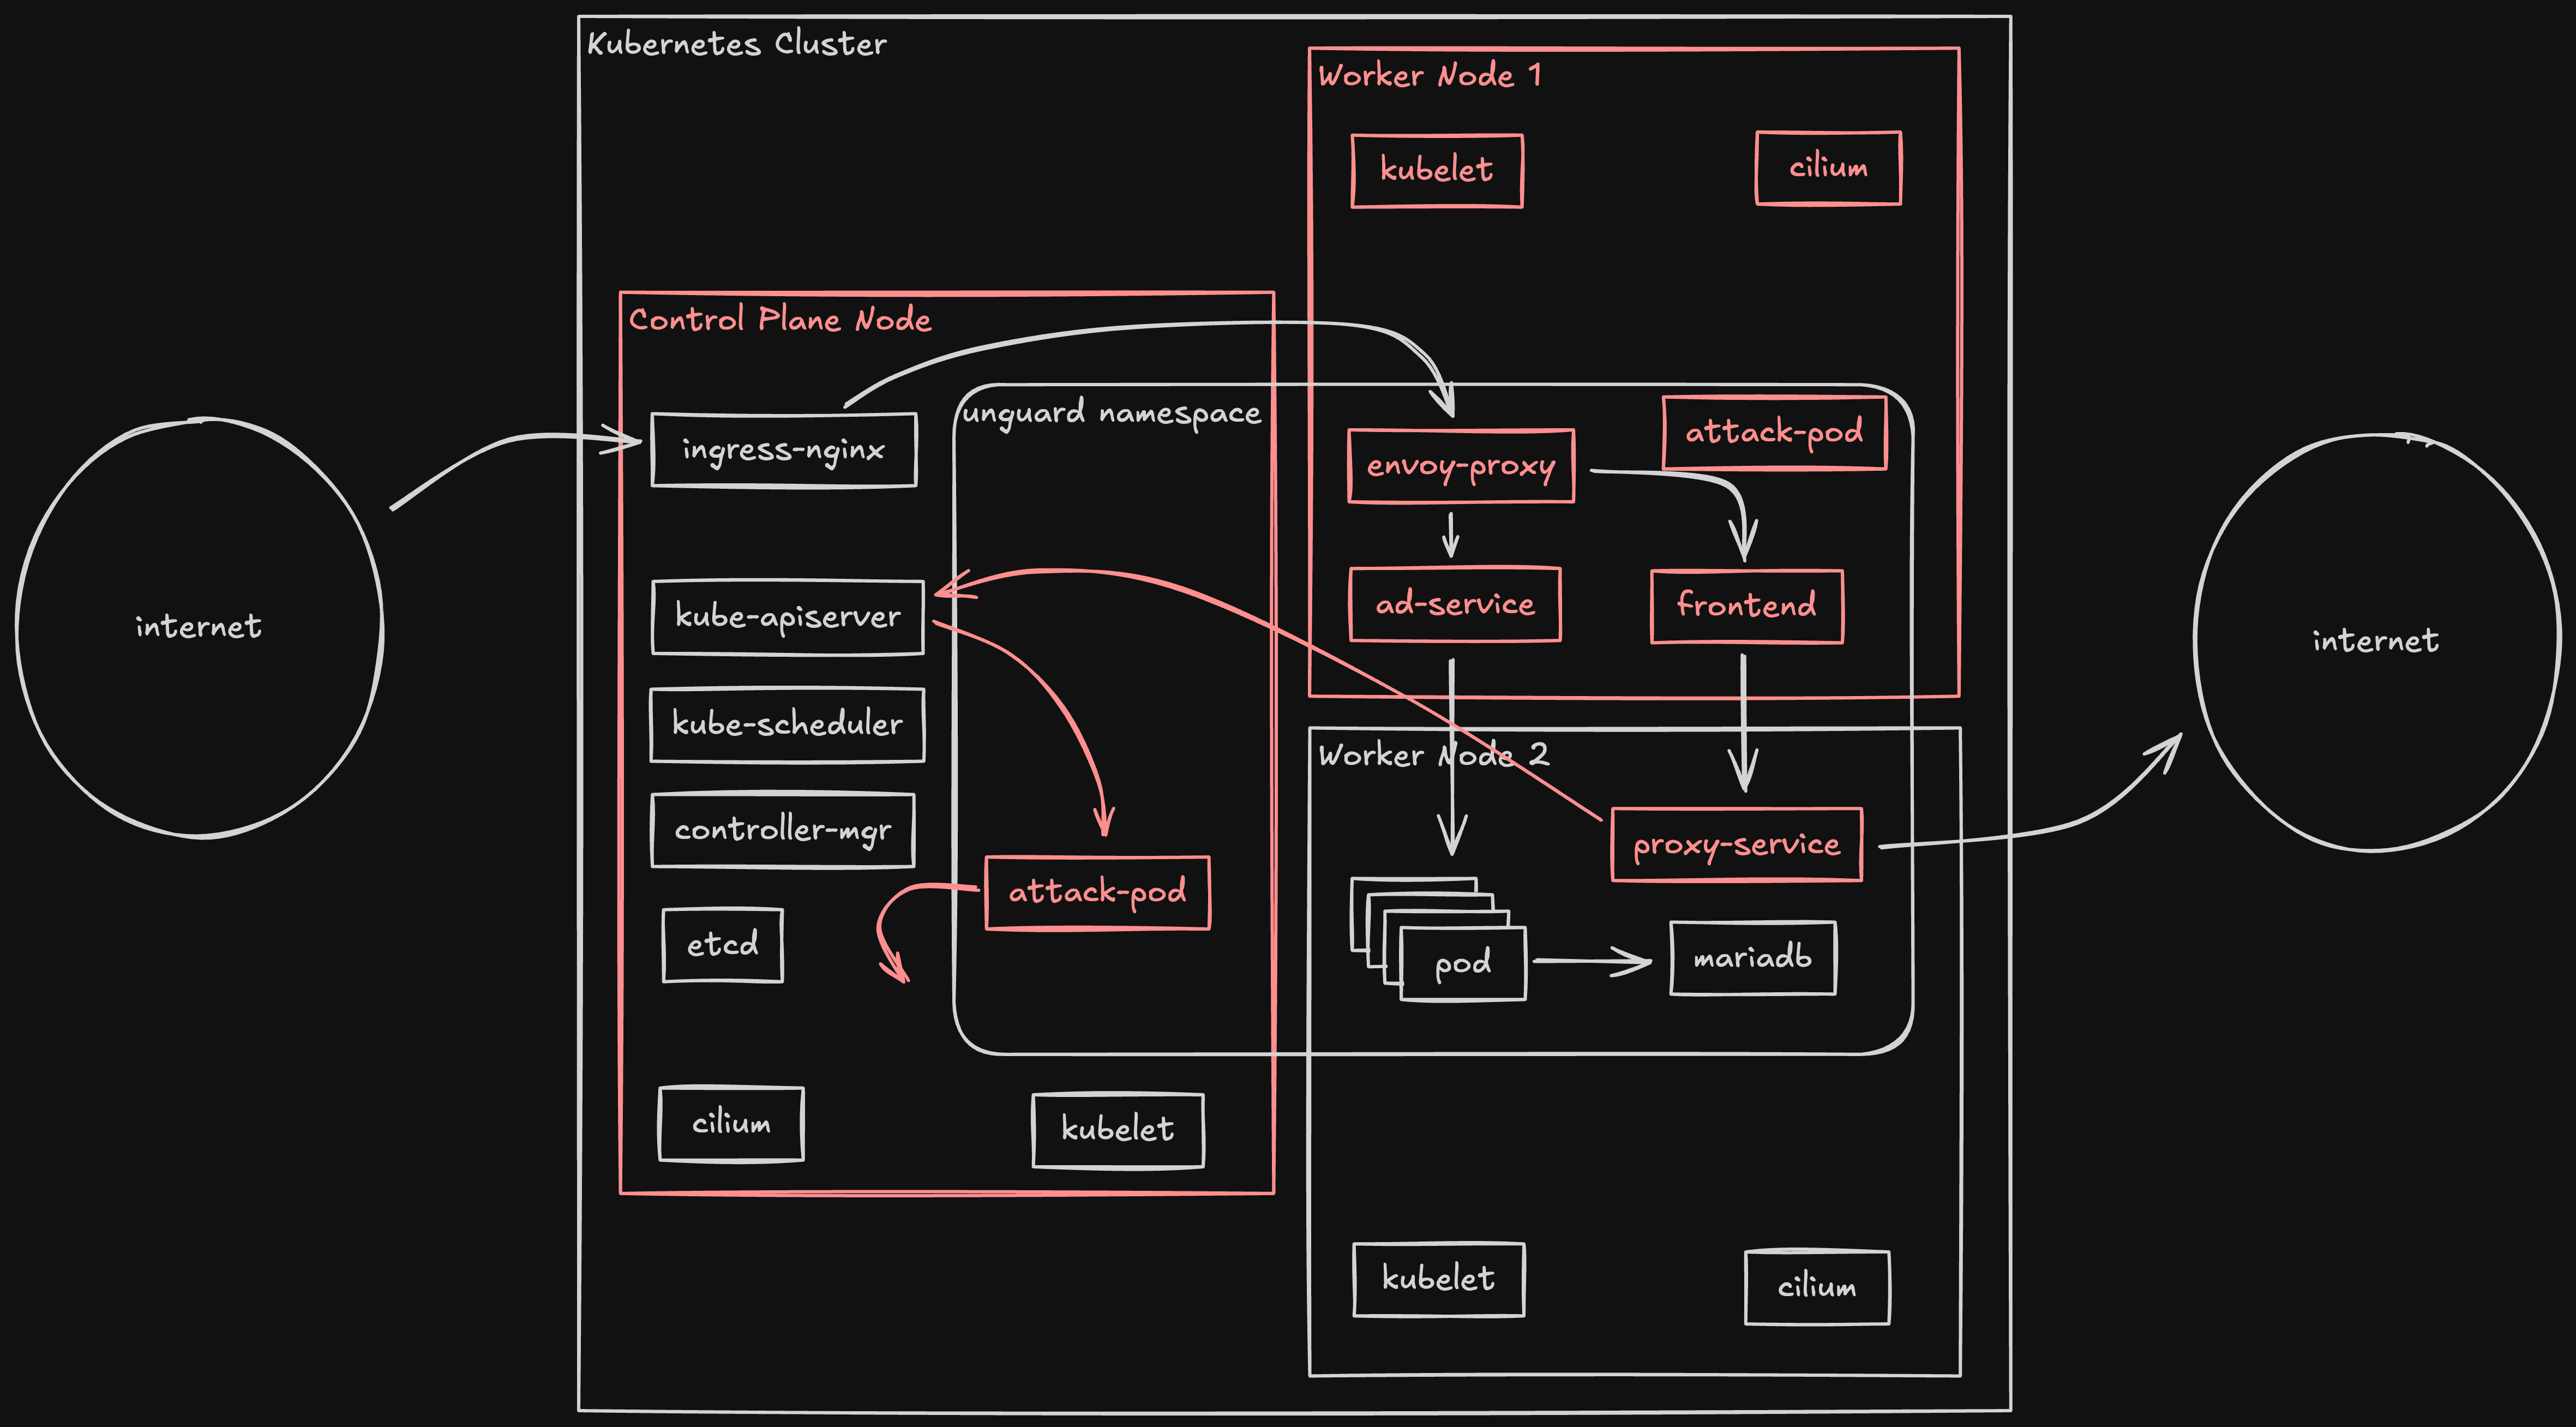 Kubernetes Cluster
Worker Node 1
kubelet
cilium
Control Plane Node
unguard namespace
ingress-nginx
envoy-proxy
attack-pod
kube-apiserver
ad-service
frontend
internet
internet
kube-scheduler
Worker Node 2
controller-mgr
proxy-service
attack-pod
etcd
pod
mariadb
cilium
kubelet
kubelet
cilium